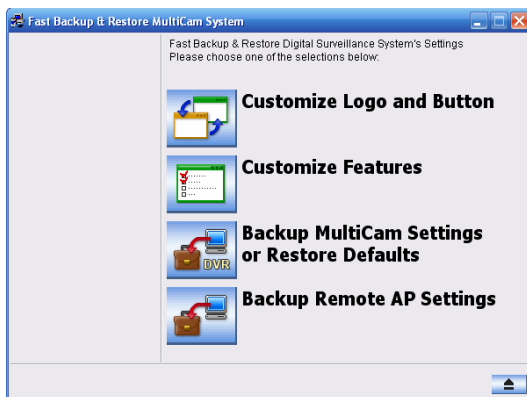 Fast Backup & Restore MultiCam System
Fast Backup & Restore Digital Surveillance System's Settings
Please choose one of the selections below:
Customize Logo and Button
Customize Features
Backup MultiCam Settings
or Restore Defaults
DVR
Backup Remote AP Settings